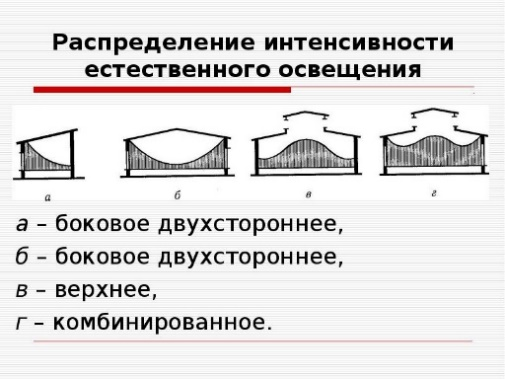 Распределение интенсивности
естественного освещения
а б в г
а – боковое двухстороннее,
б – боковое двухстороннее,
в – верхнее,
г – комбинированное.